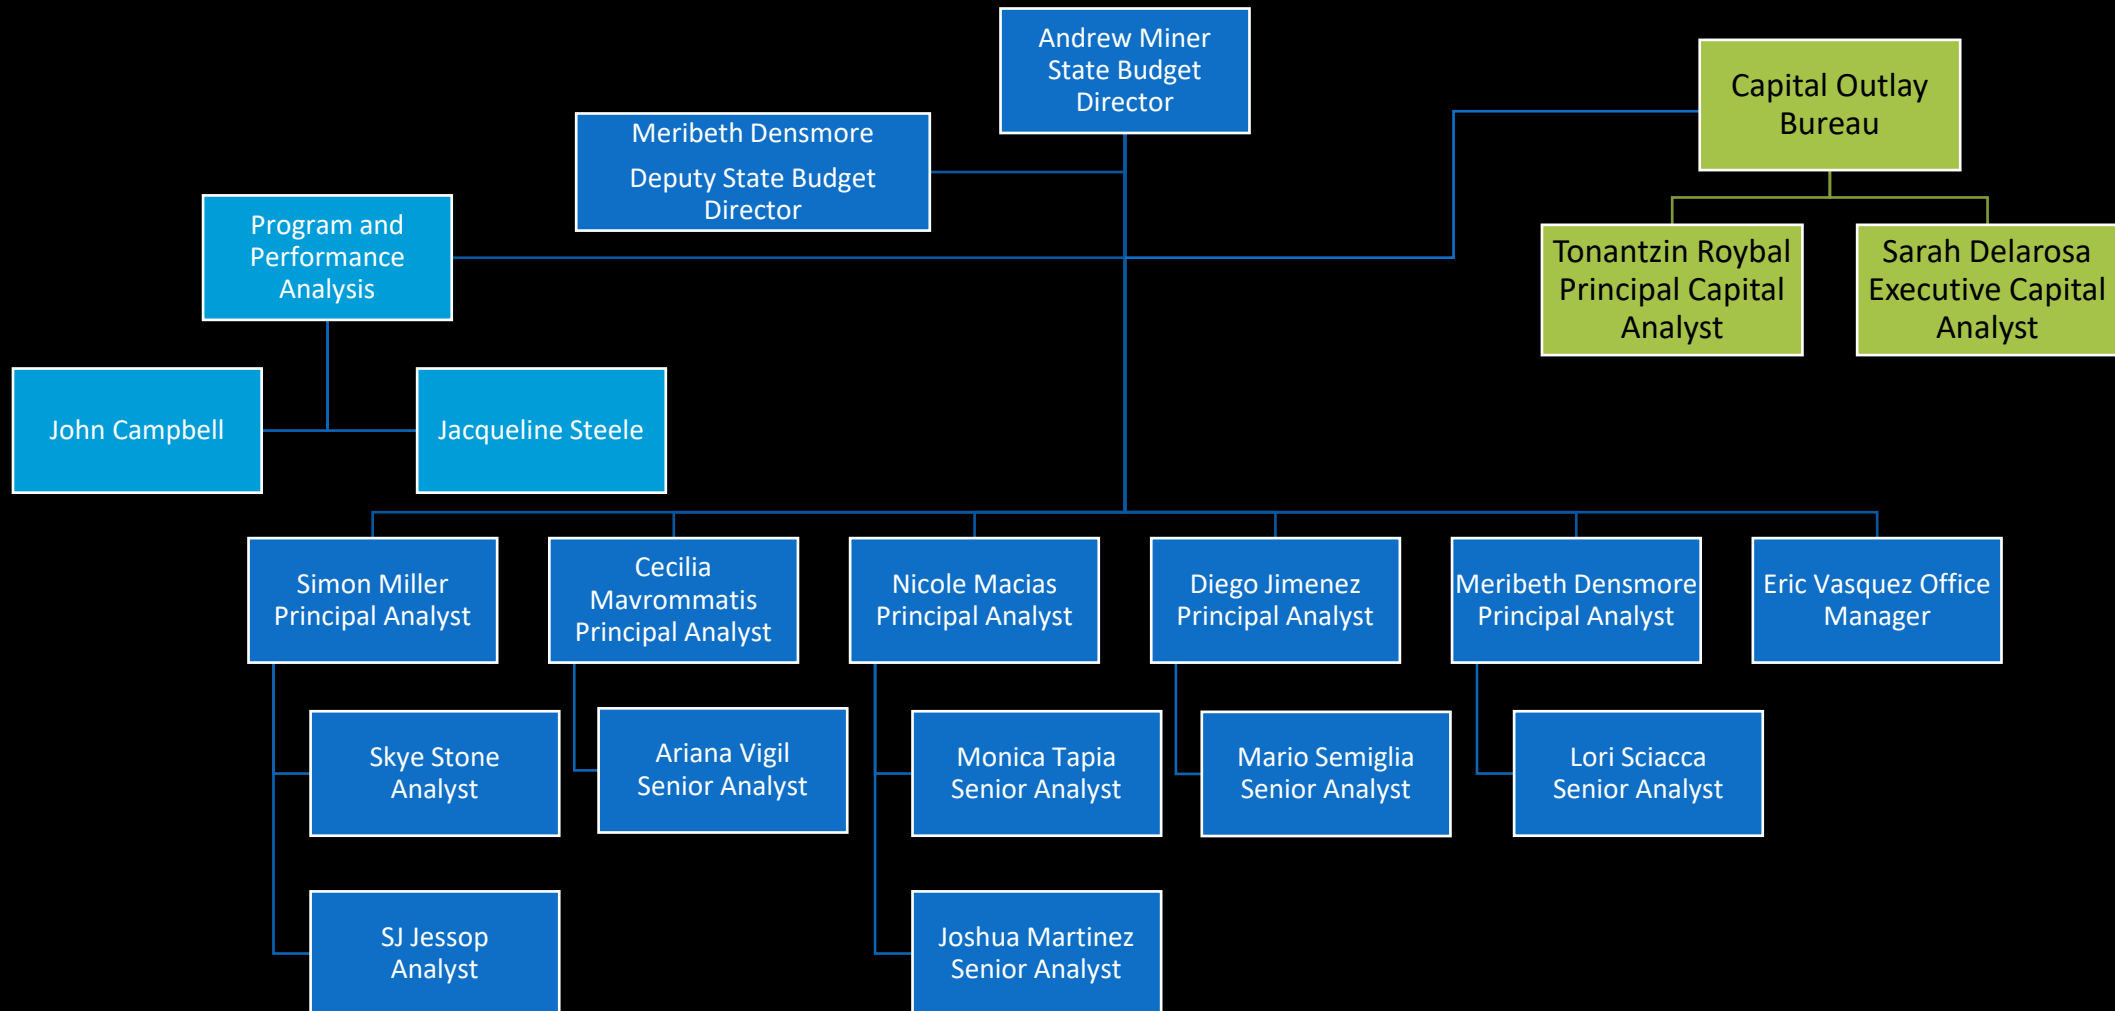 Andrew Miner
State Budget
Director
Capital Outlay
Bureau
Meribeth Densmore
Deputy State Budget
Director
Program and
Performance
Analysis
Tonantzin Roybal
Principal Capital
Analyst
Sarah Delarosa
Executive Capital
Analyst
John Campbell
Jacqueline Steele
Simon Miller
Principal Analyst
Cecilia
Mavrommatis
Principal Analyst
Nicole Macias
Principal Analyst
Diego Jimenez
Principal Analyst
Meribeth Densmore
Principal Analyst
Eric Vasquez Office
Manager
Skye Stone
Analyst
Ariana Vigil
Senior Analyst
Monica Tapia
Senior Analyst
Mario Semiglia
Senior Analyst
Lori Sciacca
Senior Analyst
SJ Jessop
Analyst
Joshua Martinez
Senior Analyst